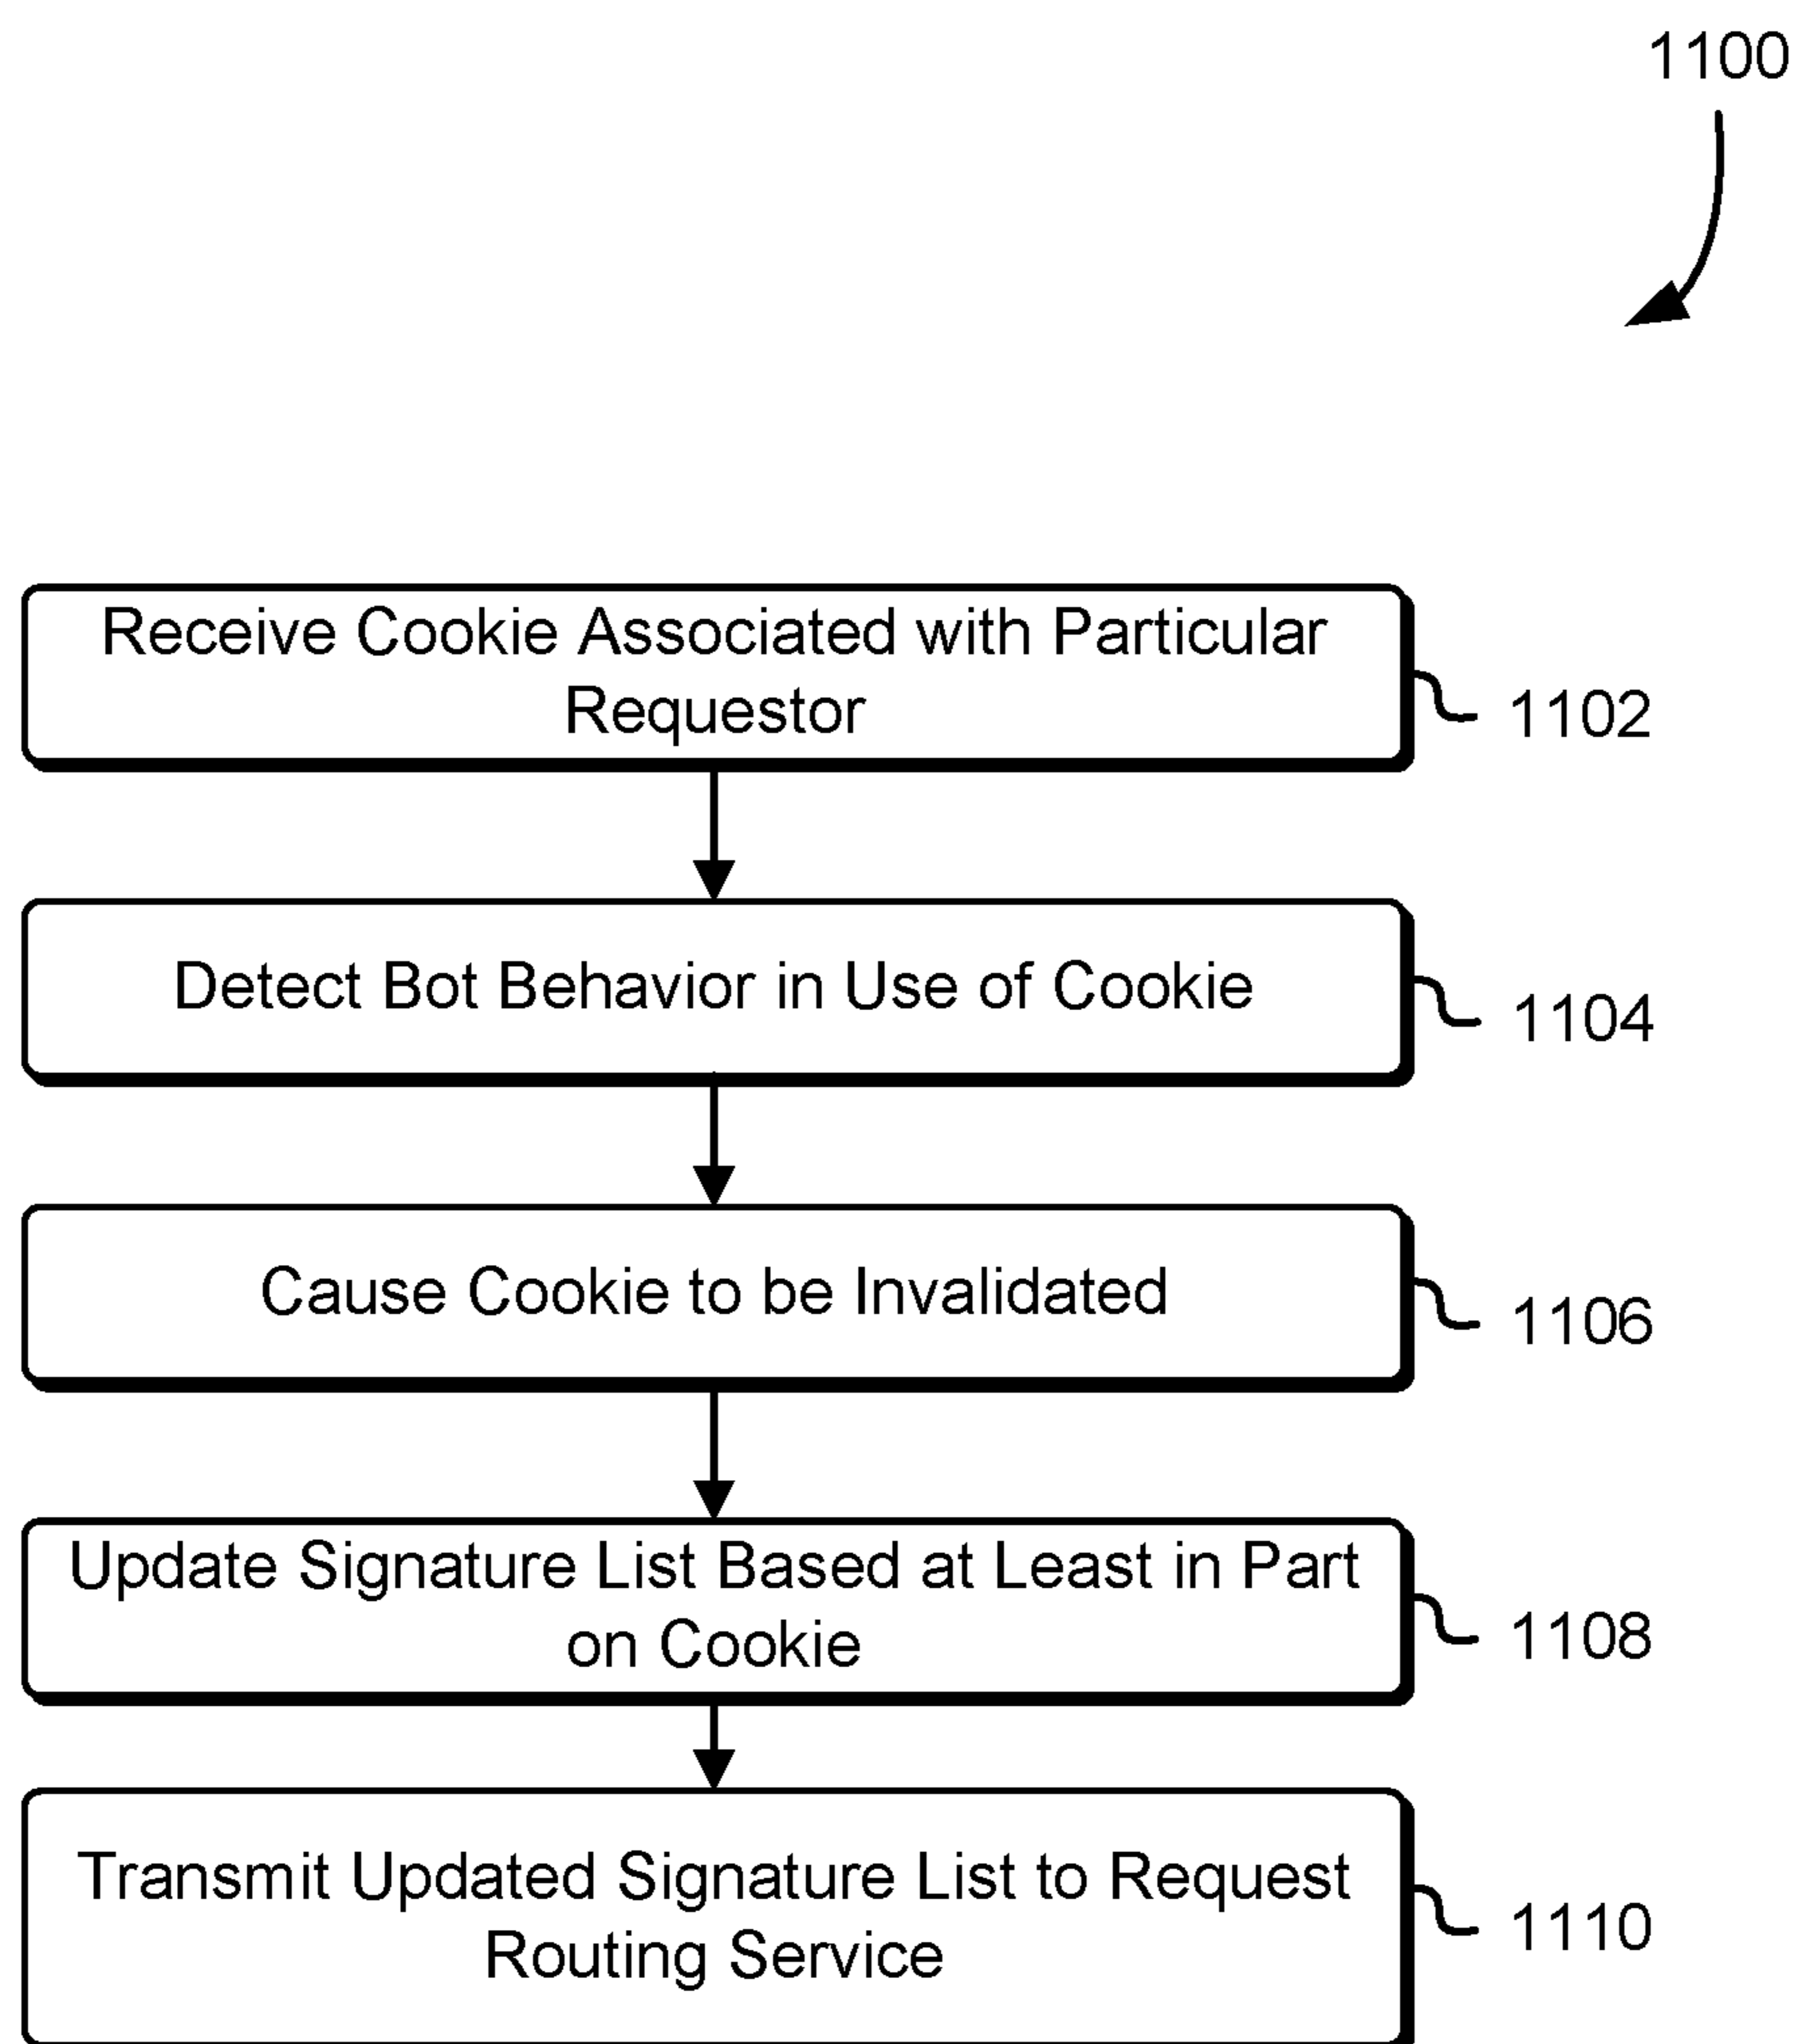 1100
Receive Cookie Associated with Particular
Requestor
1102
Detect Bot Behavior in Use of Cookie
1104
Cause Cookie to be Invalidated
1106
Update Signature List Based at Least in Part
on Cookie
1108
Transmit Updated Signature List to Request
Routing Service
1110